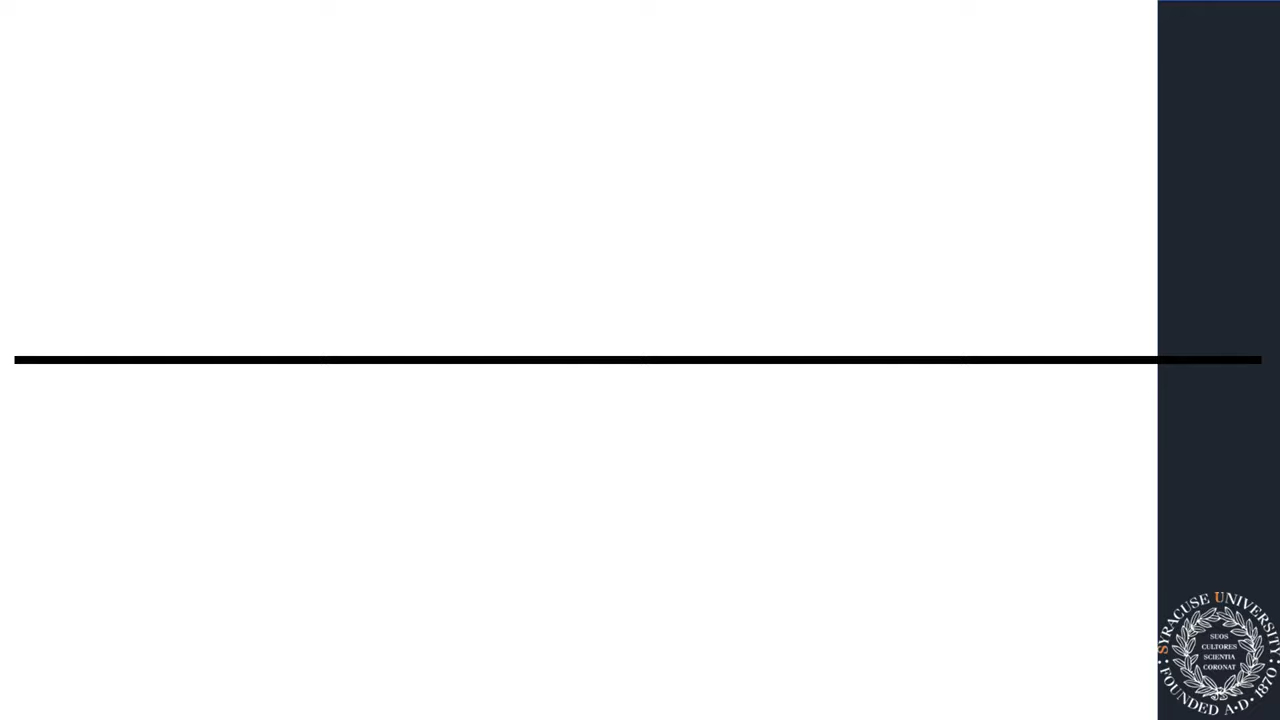 SYRACUSE UNIVERSITY
SUOS
CULTORES
SCIENTIA
CORONAT
FOUNDED A·D·1870